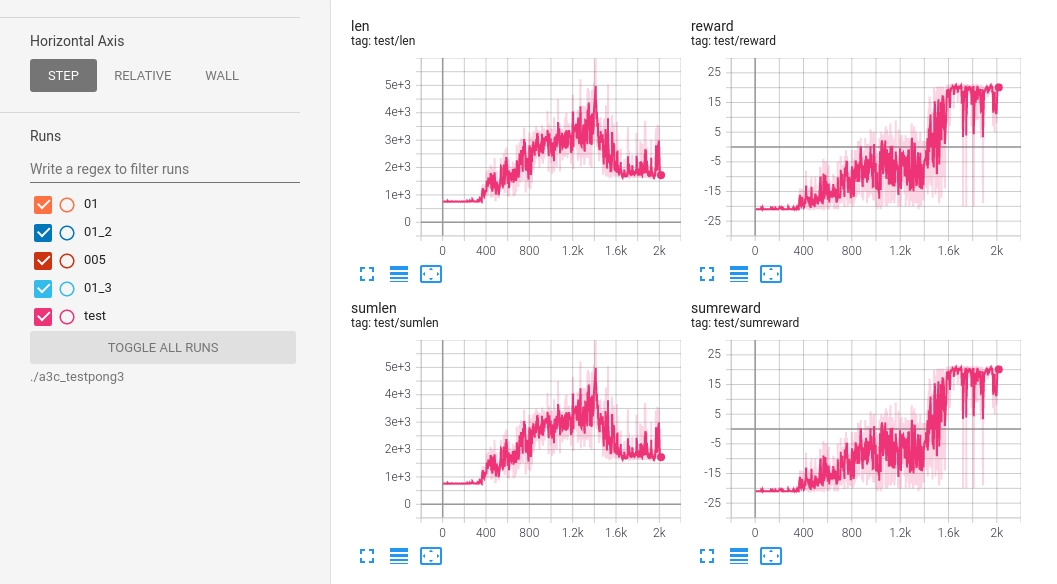 Horizontal Axis
STEP RELATIVE WALL
Runs
Write a regex to filter runs
01
01_2
005
01_3
test
TOGGLE ALL RUNS
./a3c_testpong3
len
tag: test/len
5e+3
4e+3
3e+3
2e+3
1e+3
0
0 400 800 1.2k 1.6k 2k
reward
tag: test/reward
25
15
5
-5
-15
-25
0 400 800 1.2k 1.6k 2k
sumlen
tag: test/sumlen
5e+3
4e+3
3e+3
2e+3
1e+3
0
0 400 800 1.2k 1.6k 2k
sumreward
tag: test/sumreward
25
15
5
-5
-15
-25
0 400 800 1.2k 1.6k 2k